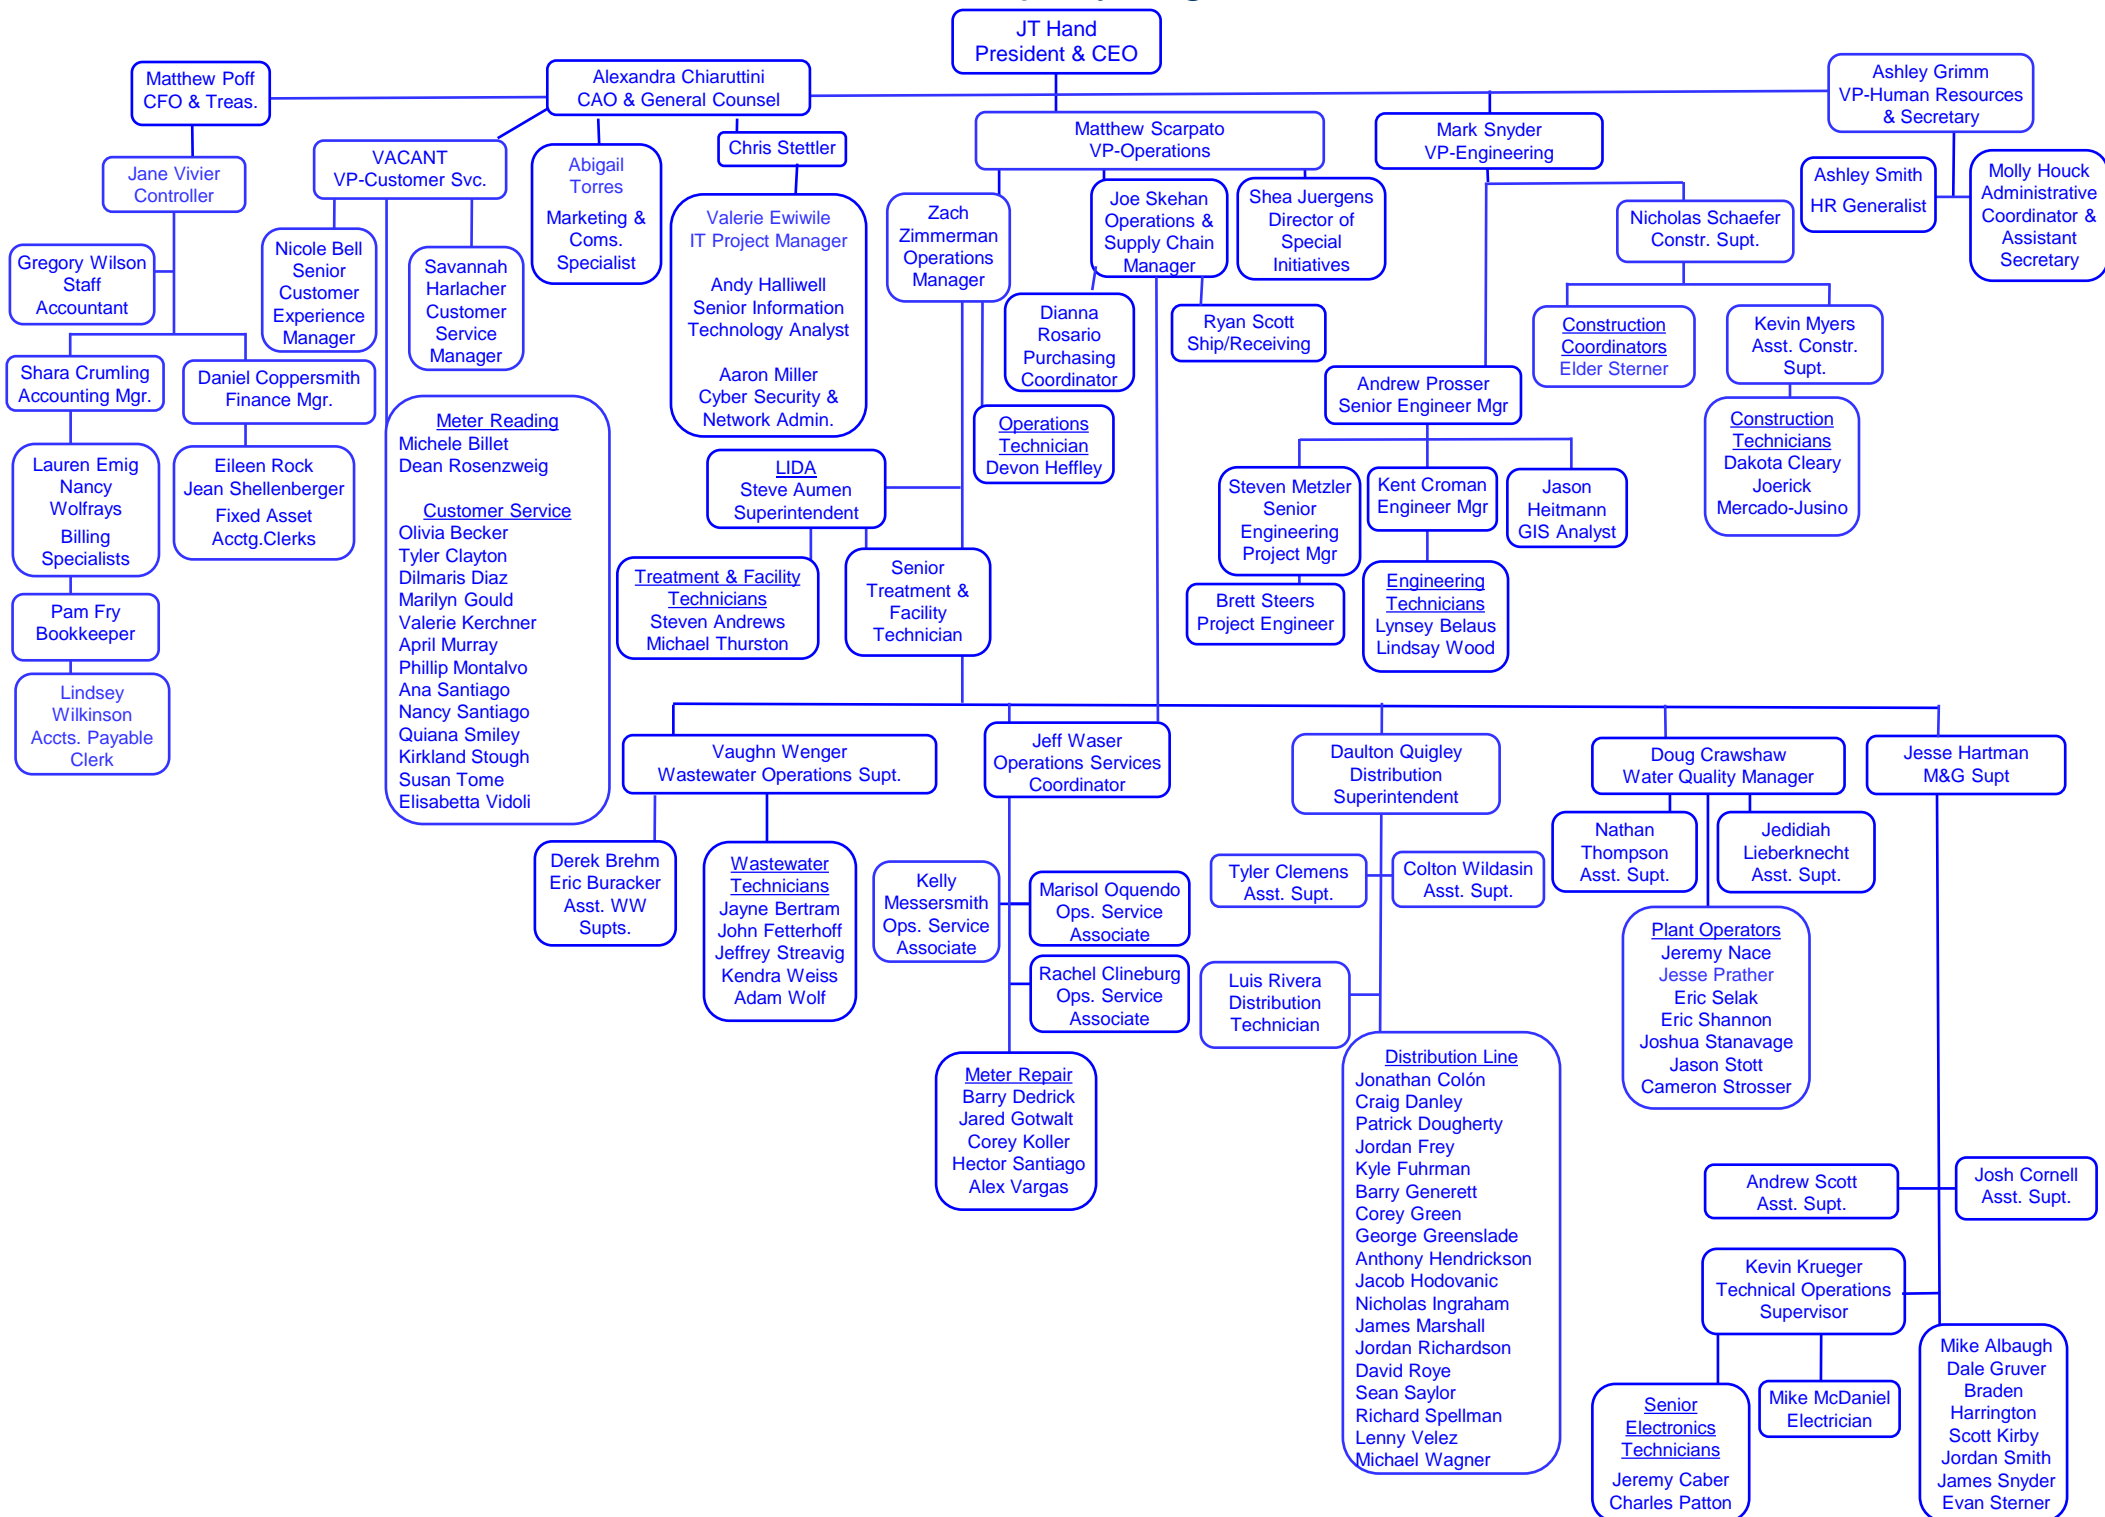 JT Hand
President & CEO
Matthew Poff
CFO & Treas.
Alexandra Chiaruttini
CAO & General Counsel
Ashley Grimm
VP-Human Resources
& Secretary
Jane Vivier
Controller
VACANT
VP-Customer Svc.
Abigail
Torres
Marketing &
Coms.
Specialist
Chris Stettler
Matthew Scarpato
VP-Operations
Mark Snyder
VP-Engineering
Ashley Smith
HR Generalist
Molly Houck
Administrative
Coordinator &
Assistant
Secretary
Gregory Wilson
Staff
Accountant
Nicole Bell
Senior
Customer
Experience
Manager
Savannah
Harlacher
Customer
Service
Manager
Valerie Ewiwile
IT Project Manager
Andy Halliwell
Senior Information
Technology Analyst
Aaron Miller
Cyber Security &
Network Admin.
Zach
Zimmerman
Operations
Manager
Joe Skehan
Operations &
Supply Chain
Manager
Shea Juergens
Director of
Special
Initiatives
Nicholas Schaefer
Constr. Supt.
Dianna
Rosario
Purchasing
Coordinator
Ryan Scott
Ship/Receiving
Construction
Coordinators
Elder Sterner
Kevin Myers
Asst. Constr.
Supt.
Shara Crumling
Accounting Mgr.
Daniel Coppersmith
Finance Mgr.
Andrew Prosser
Senior Engineer Mgr
Construction
Technicians
Dakota Cleary
Joerick
Mercado-Jusino
Lauren Emig
Nancy
Wolfrays
Billing
Specialists
Eileen Rock
Jean Shellenberger
Fixed Asset
Acctg.Clerks
Meter Reading
Michele Billet
Dean Rosenzweig
Customer Service
Olivia Becker
Tyler Clayton
Dilmaris Diaz
Marilyn Gould
Valerie Kerchner
April Murray
Phillip Montalvo
Ana Santiago
Nancy Santiago
Quiana Smiley
Kirkland Stough
Susan Tome
Elisabetta Vidoli
Operations
Technician
Devon Heffley
LIDA
Steve Aumen
Superintendent
Steven Metzler
Senior
Engineering
Project Mgr
Kent Croman
Engineer Mgr
Jason
Heitmann
GIS Analyst
Treatment & Facility
Technicians
Steven Andrews
Michael Thurston
Senior
Treatment &
Facility
Technician
Brett Steers
Project Engineer
Engineering
Technicians
Lynsey Belaus
Lindsay Wood
Pam Fry
Bookkeeper
Lindsey
Wilkinson
Accts. Payable
Clerk
Vaughn Wenger
Wastewater Operations Supt.
Jeff Waser
Operations Services
Coordinator
Daulton Quigley
Distribution
Superintendent
Doug Crawshaw
Water Quality Manager
Jesse Hartman
M&G Supt
Derek Brehm
Eric Buracker
Asst. WW
Supts.
Wastewater
Technicians
Jayne Bertram
John Fetterhoff
Jeffrey Streavig
Kendra Weiss
Adam Wolf
Kelly
Messersmith
Ops. Service
Associate
Marisol Oquendo
Ops. Service
Associate
Rachel Clineburg
Ops. Service
Associate
Meter Repair
Barry Dedrick
Jared Gotwalt
Corey Koller
Hector Santiago
Alex Vargas
Tyler Clemens
Asst. Supt.
Colton Wildasin
Asst. Supt.
Luis Rivera
Distribution
Technician
Distribution Line
Jonathan Colón
Craig Danley
Patrick Dougherty
Jordan Frey
Kyle Fuhrman
Barry Generett
Corey Green
George Greenslade
Anthony Hendrickson
Jacob Hodovanic
Nicholas Ingraham
James Marshall
Jordan Richardson
David Roye
Sean Saylor
Richard Spellman
Lenny Velez
Michael Wagner
Nathan
Thompson
Asst. Supt.
Jedidiah
Lieberknecht
Asst. Supt.
Plant Operators
Jeremy Nace
Jesse Prather
Eric Selak
Eric Shannon
Joshua Stanavage
Jason Stott
Cameron Strosser
Andrew Scott
Asst. Supt.
Josh Cornell
Asst. Supt.
Kevin Krueger
Technical Operations
Supervisor
Senior
Electronics
Technicians
Jeremy Caber
Charles Patton
Mike McDaniel
Electrician
Mike Albaugh
Dale Gruver
Braden
Harrington
Scott Kirby
Jordan Smith
James Snyder
Evan Sterner